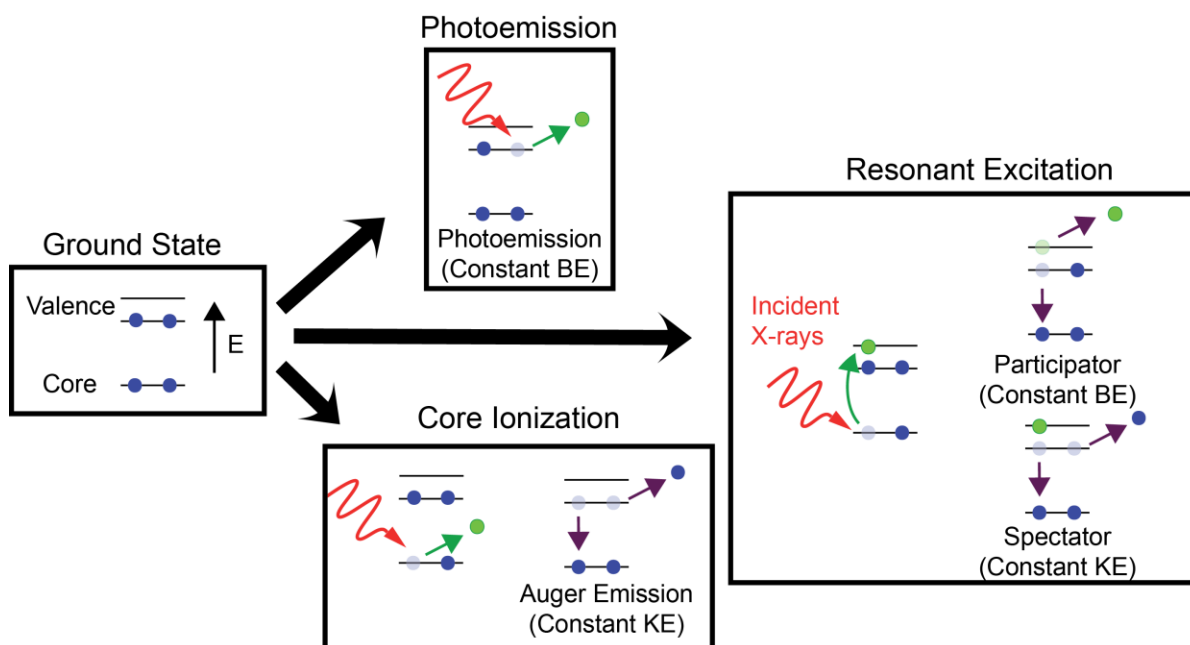 Photoemission
Photoemission
(Constant BE)
Ground State
Valence
E
Core
Core Ionization
Auger Emission
(Constant KE)
Resonant Excitation
Incident
X-rays
Participator
(Constant BE)
Spectator
(Constant KE)